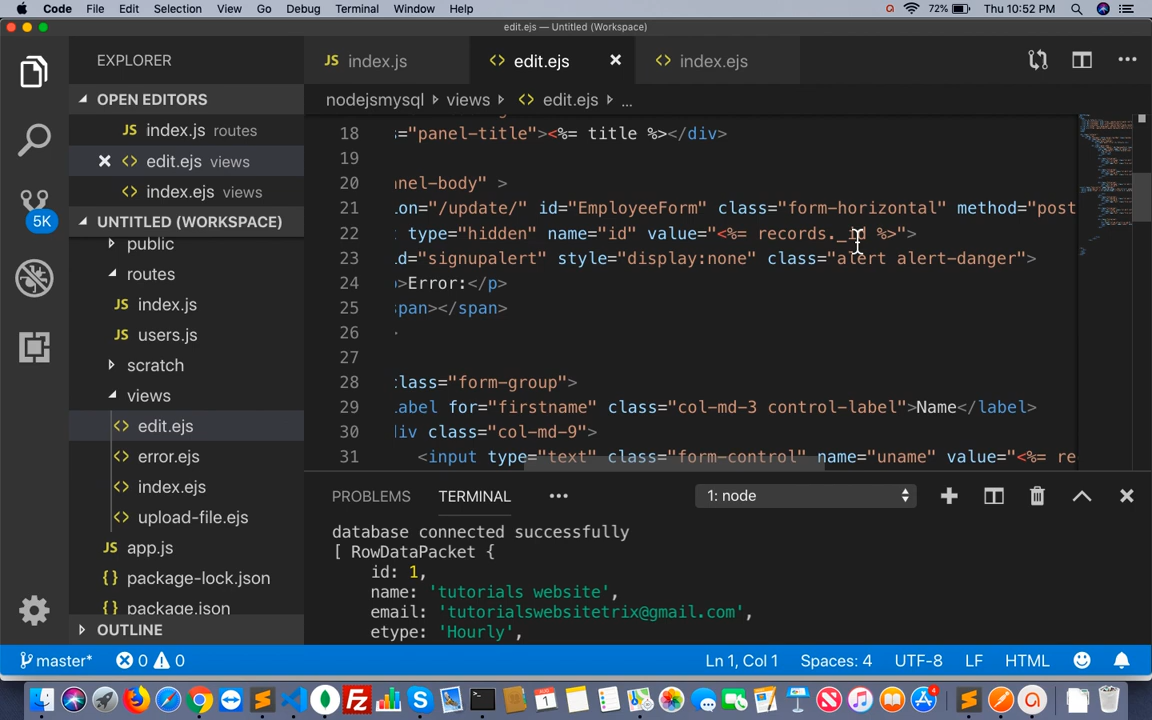 Code File Edit Selection View Go Debug Terminal Window Help 72% Thu 10:52 PM
edit.ejs — Untitled (Workspace)
EXPLORER
JS index.js
<> edit.ejs
<> index.ejs
OPEN EDITORS
nodejsmysql views <> edit.ejs ...
JS index.js routes
<> edit.ejs views
<> index.ejs views
5K
UNTITLED (WORKSPACE)
public
routes
JS index.js
JS users.js
scratch
views
<> edit.ejs
<> error.ejs
<> index.ejs
<> upload-file.ejs
JS app.js
{} package-lock.json
{} package.json
OUTLINE
18 ="panel-title"><%= title %></div>
19
20 nel-body" >
21 on="/update/" id="EmployeeForm" class="form-horizontal" method="post
22 type="hidden" name="id" value="<%= records._id %>">
23 d="signupalert" style="display:none" class="alert alert-danger">
24 >Error:</p>
25 span></span>
26
27
28 lass="form-group">
29 abel for="firstname" class="col-md-3 control-label">Name</label>
30 iv class="col-md-9">
31 <input type="text" class="form-control" name="uname" value="<%= re
PROBLEMS TERMINAL ... 1: node
database connected successfully
[ RowDataPacket {
id: 1,
name: 'tutorials website',
email: 'tutorialswebsitetrix@gmail.com',
etype: 'Hourly',
master* 0 0 Ln 1, Col 1 Spaces: 4 UTF-8 LF HTML